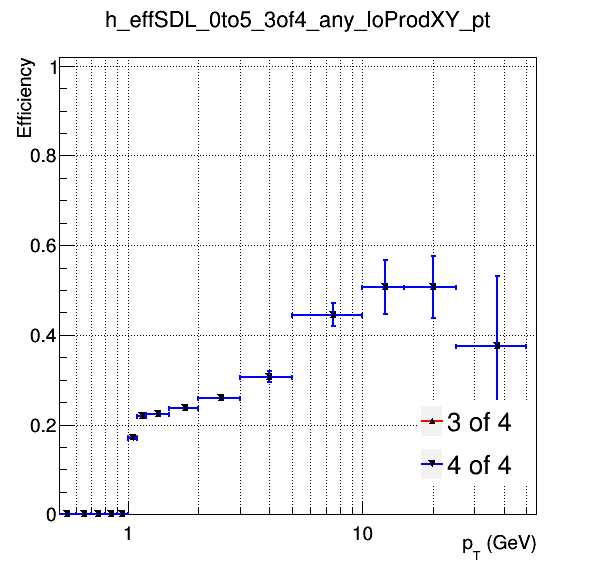 h_effSDL_0to5_3of4_any_loProdXY_pt
Efficiency
1
0.8
0.6
0.4
0.2
0
3 of 4
4 of 4
1
10
p_T (GeV)